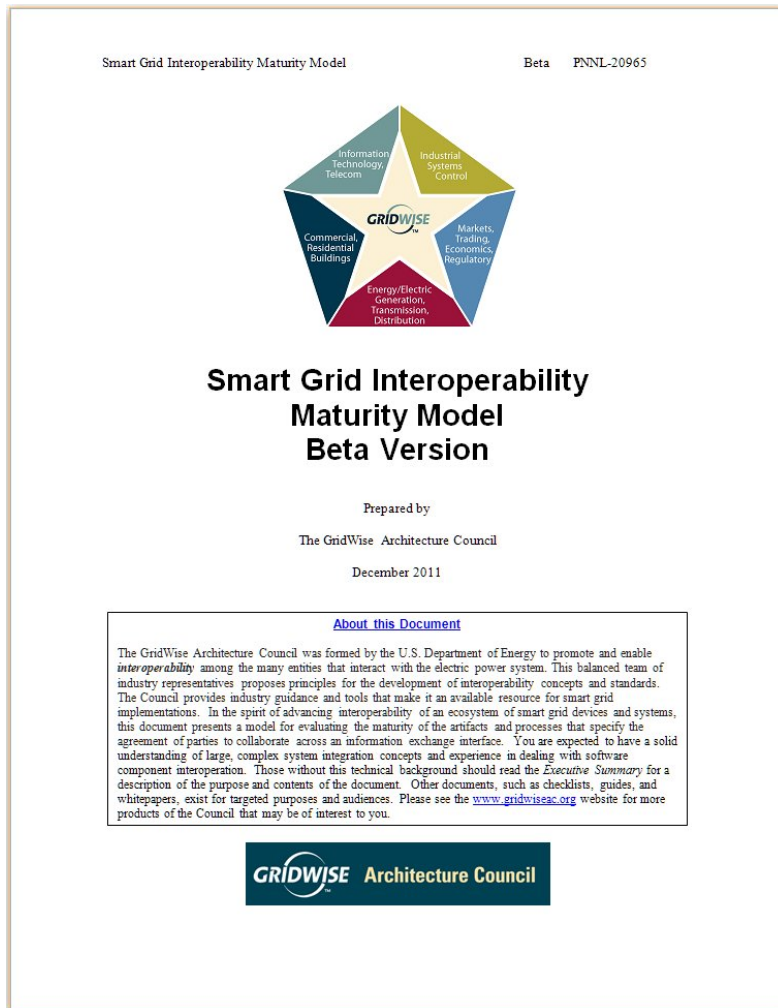 Smart Grid Interoperability Maturity Model Beta PNNL-20965
Information
Technology,
Telecom
Industrial
Systems
Control
GRIDWISE
TM
Commercial,
Residential
Buildings
Markets,
Trading,
Economics,
Regulatory
Energy/Electric
Generation,
Transmission,
Distribution
Smart Grid Interoperability
Maturity Model
Beta Version
Prepared by
The GridWise Architecture Council
December 2011
About this Document
The GridWise Architecture Council was formed by the U.S. Department of Energy to promote and enable
interoperability among the many entities that interact with the electric power system. This balanced team of
industry representatives proposes principles for the development of interoperability concepts and standards.
The Council provides industry guidance and tools that make it an available resource for smart grid
implementations. In the spirit of advancing interoperability of an ecosystem of smart grid devices and systems,
this document presents a model for evaluating the maturity of the artifacts and processes that specify the
agreement of parties to collaborate across an information exchange interface. You are expected to have a solid
understanding of large, complex system integration concepts and experience in dealing with software
component interoperation. Those without this technical background should read the Executive Summary for a
description of the purpose and contents of the document. Other documents, such as checklists, guides, and
whitepapers, exist for targeted purposes and audiences. Please see the www.gridwiseac.org website for more
products of the Council that may be of interest to you.
GRIDWISE TM Architecture Council